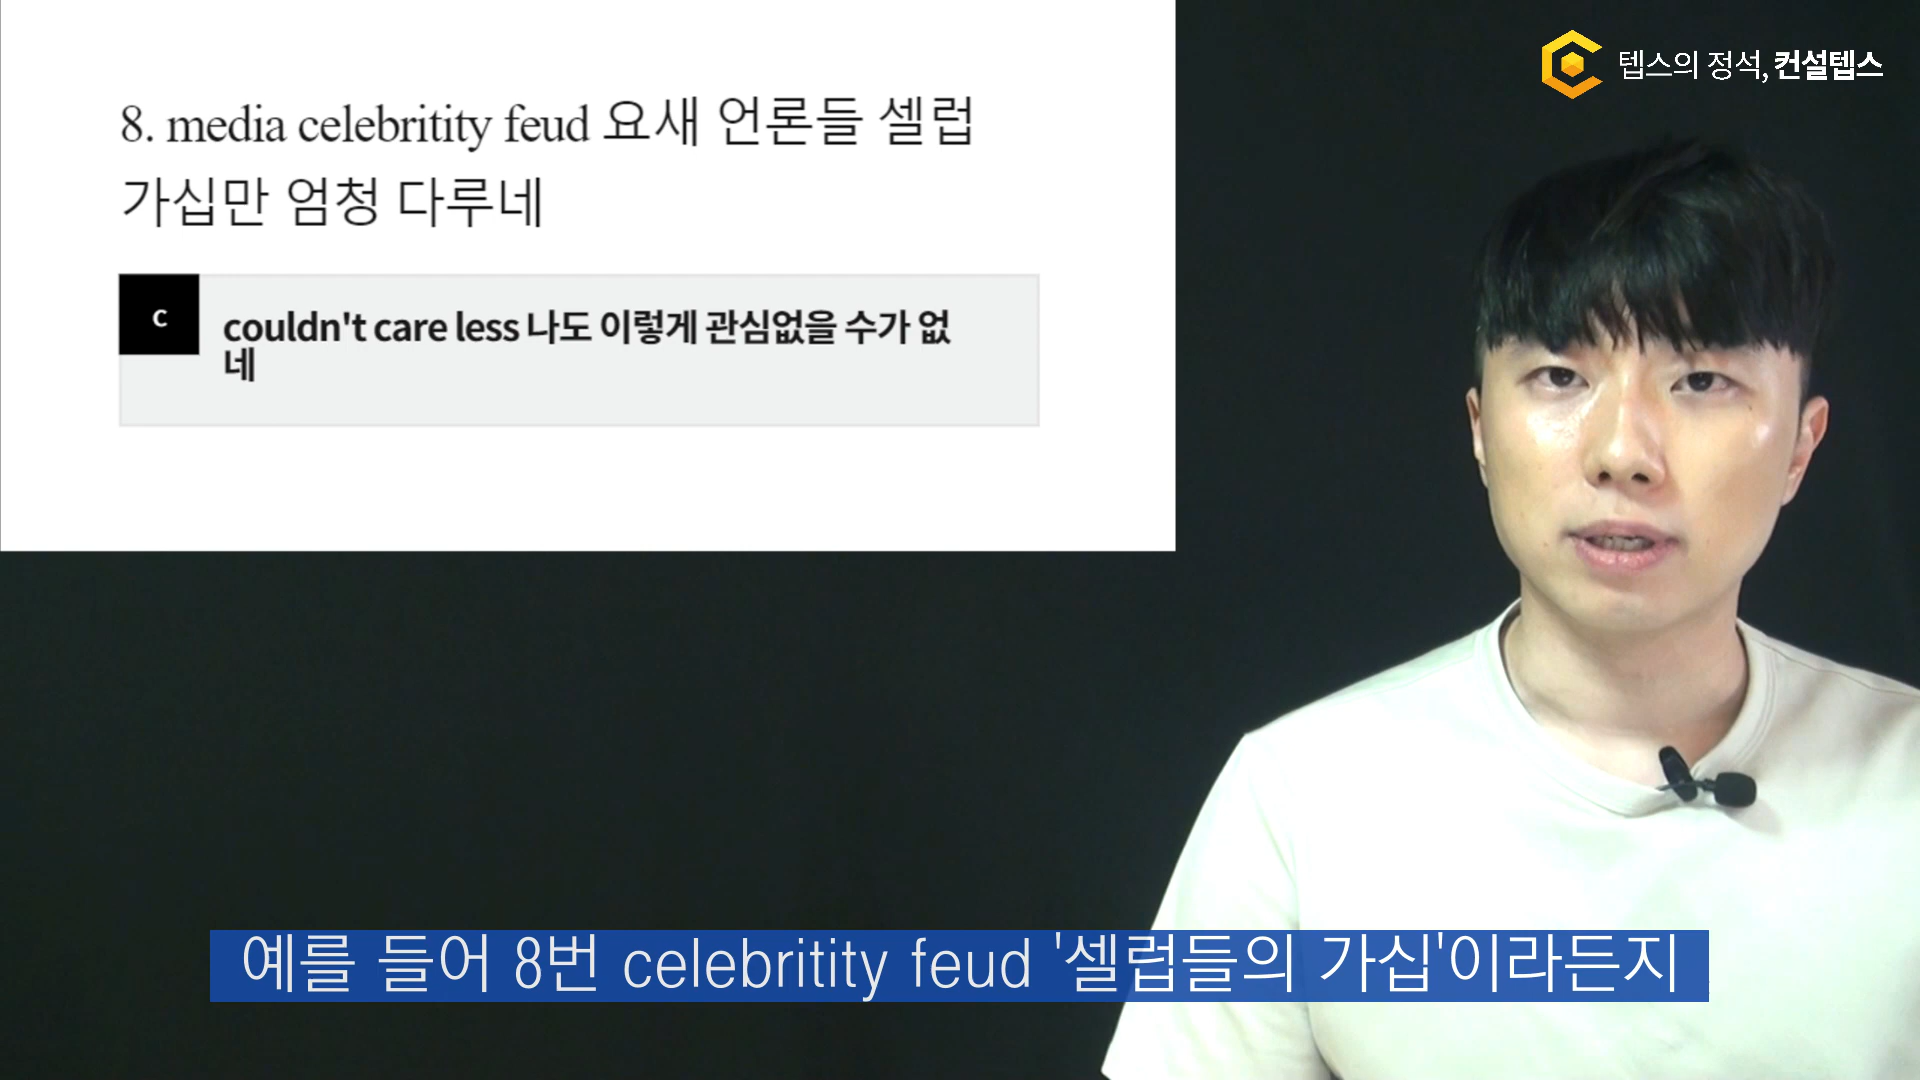 텝스의 정석, 컨설텝스
8. media celebritity feud 요새 언론들 셀럽
가십만 엄청 다루네
C
couldn't care less 나도 이렇게 관심없을 수가 없
네
예를 들어 8번 celebritity feud '셀럽들의 가십'이라든지